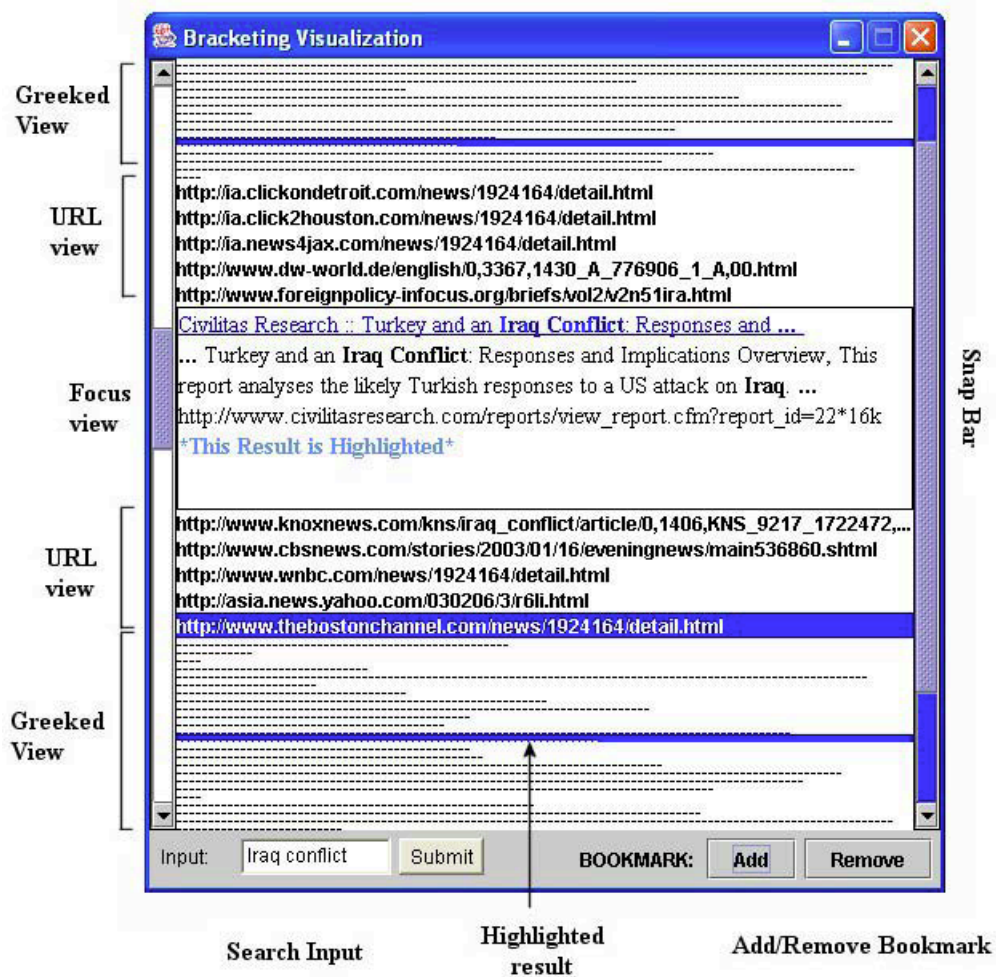 Bracketing Visualization
Greeked
View
URL
view
http://ia.clickondetroit.com/news/1924164/detail.html
http://ia.click2houston.com/news/1924164/detail.html
http://ia.news4jax.com/news/1924164/detail.html
http://www.dw-world.de/english/0,3367,1430_A_776906_1_A,00.html
http://www.foreignpolicy-infocus.org/briefs/vol2/v2n51ira.html
Focus
view
Civilitas Research :: Turkey and an Iraq Conflict: Responses and ...
... Turkey and an Iraq Conflict: Responses and Implications Overview, This
report analyses the likely Turkish responses to a US attack on Iraq. ...
http://www.civilitasresearch.com/reports/view_report.cfm?report_id=22*16k
*This Result is Highlighted*
Snap Bar
URL
view
http://www.knoxnews.com/kns/iraq_conflict/article/0,1406,KNS_9217_1722472,...
http://www.cbsnews.com/stories/2003/01/16/eveningnews/main536860.shtml
http://www.wnbc.com/news/1924164/detail.html
http://asia.news.yahoo.com/030206/3/r6li.html
http://www.thebostonchannel.com/news/1924164/detail.html
Greeked
View
Input: Iraq conflict Submit BOOKMARK: Add Remove
Search Input
Highlighted
result
Add/Remove Bookmark